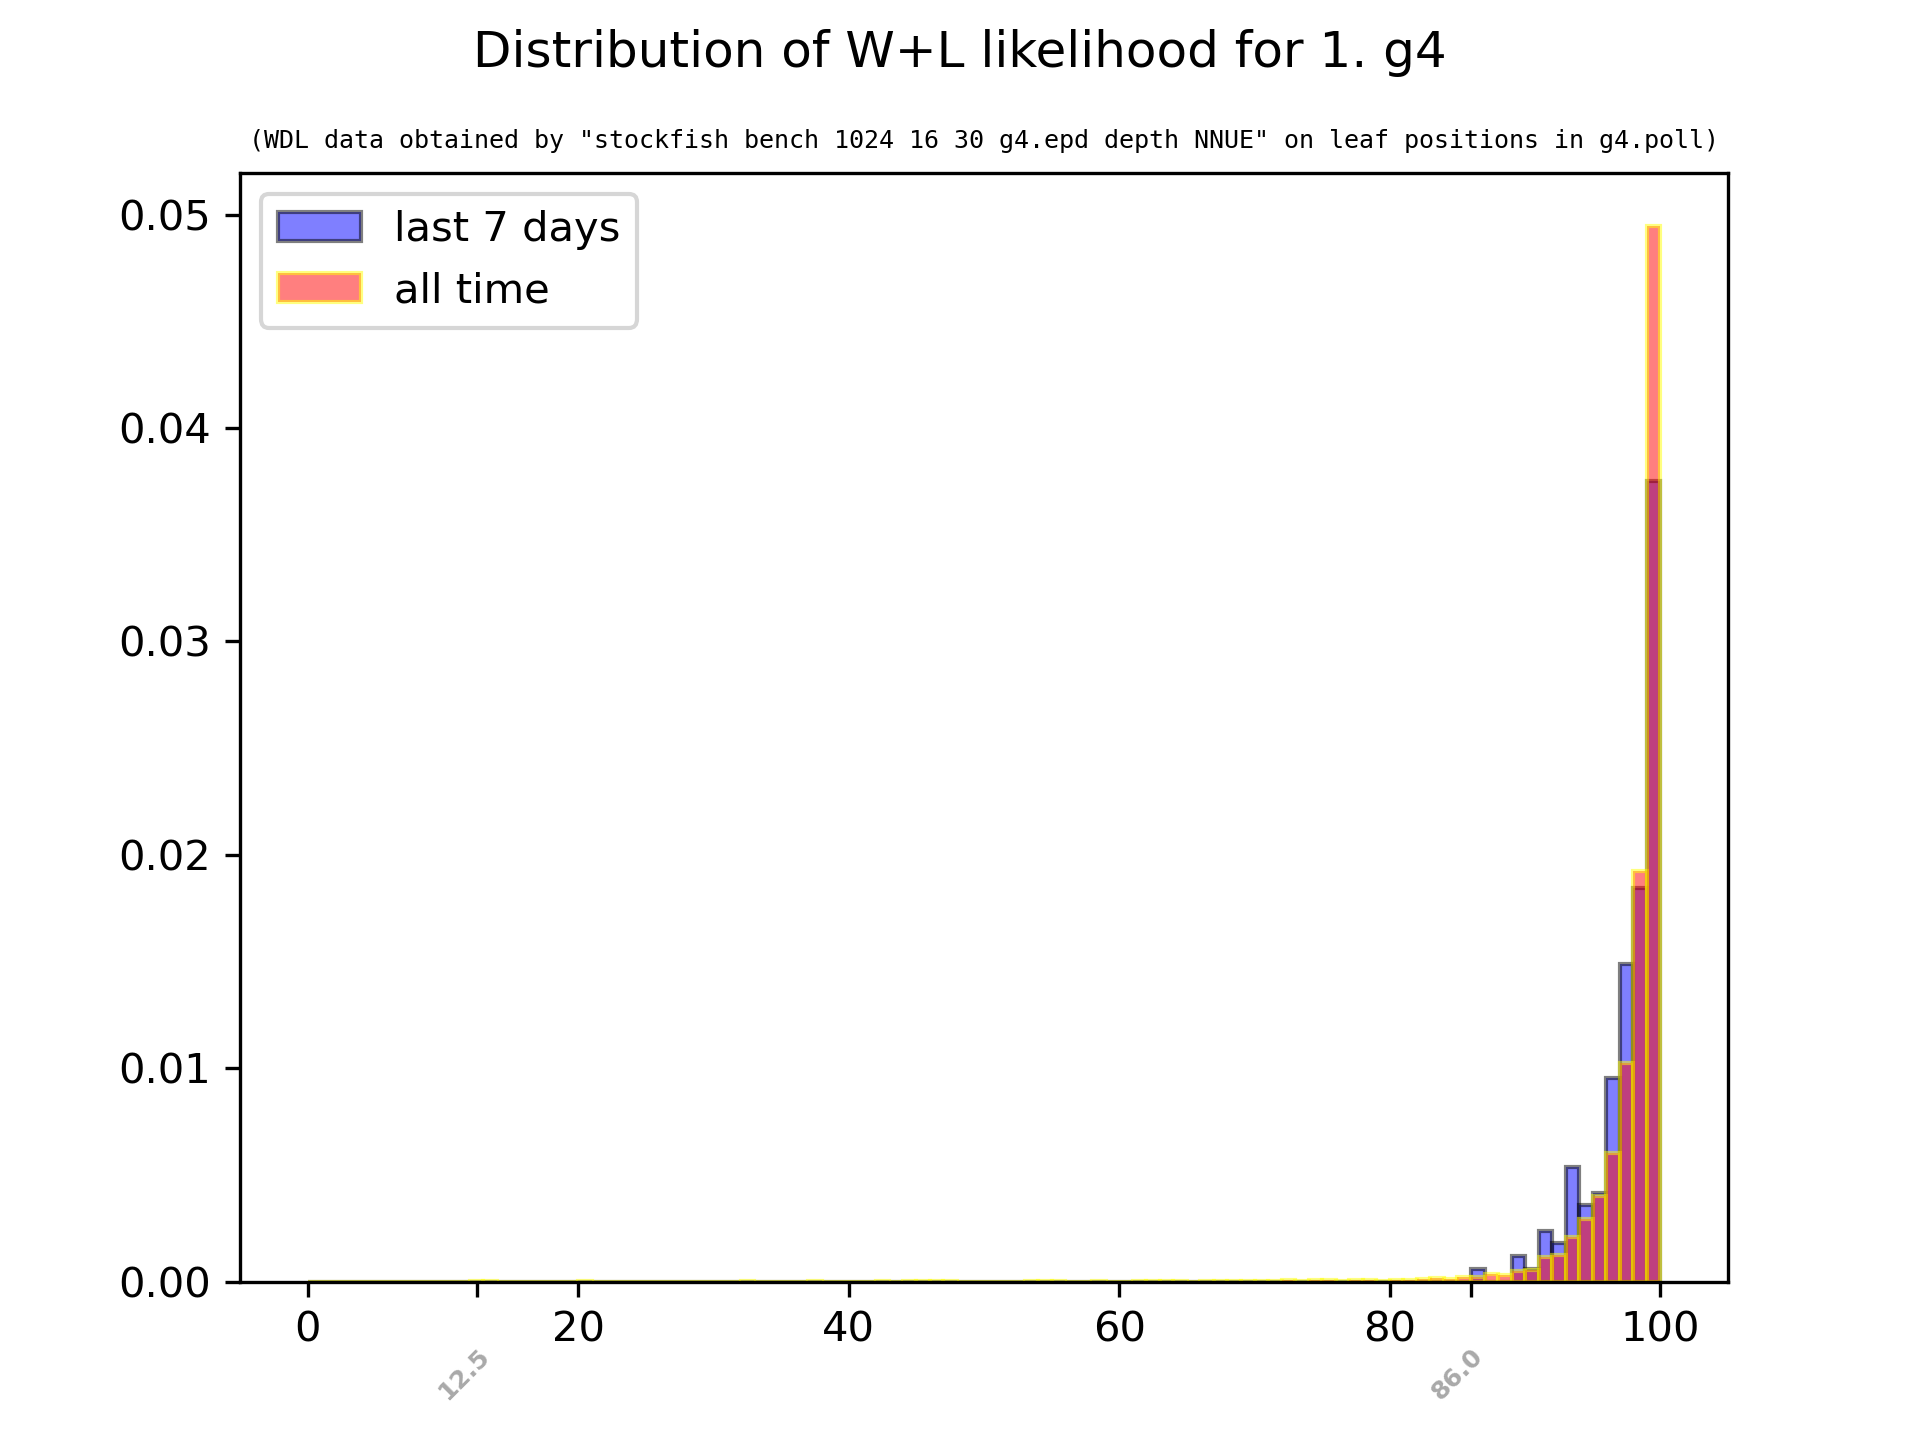 Distribution of W+L likelihood for 1. g4
(WDL data obtained by "stockfish bench 1024 16 30 g4.epd depth NNUE" on leaf positions in g4.poll)
last 7 days
all time
0.05
0.04
0.03
0.02
0.01
0.00
0 20 40 60 80 100
12.5 86.0